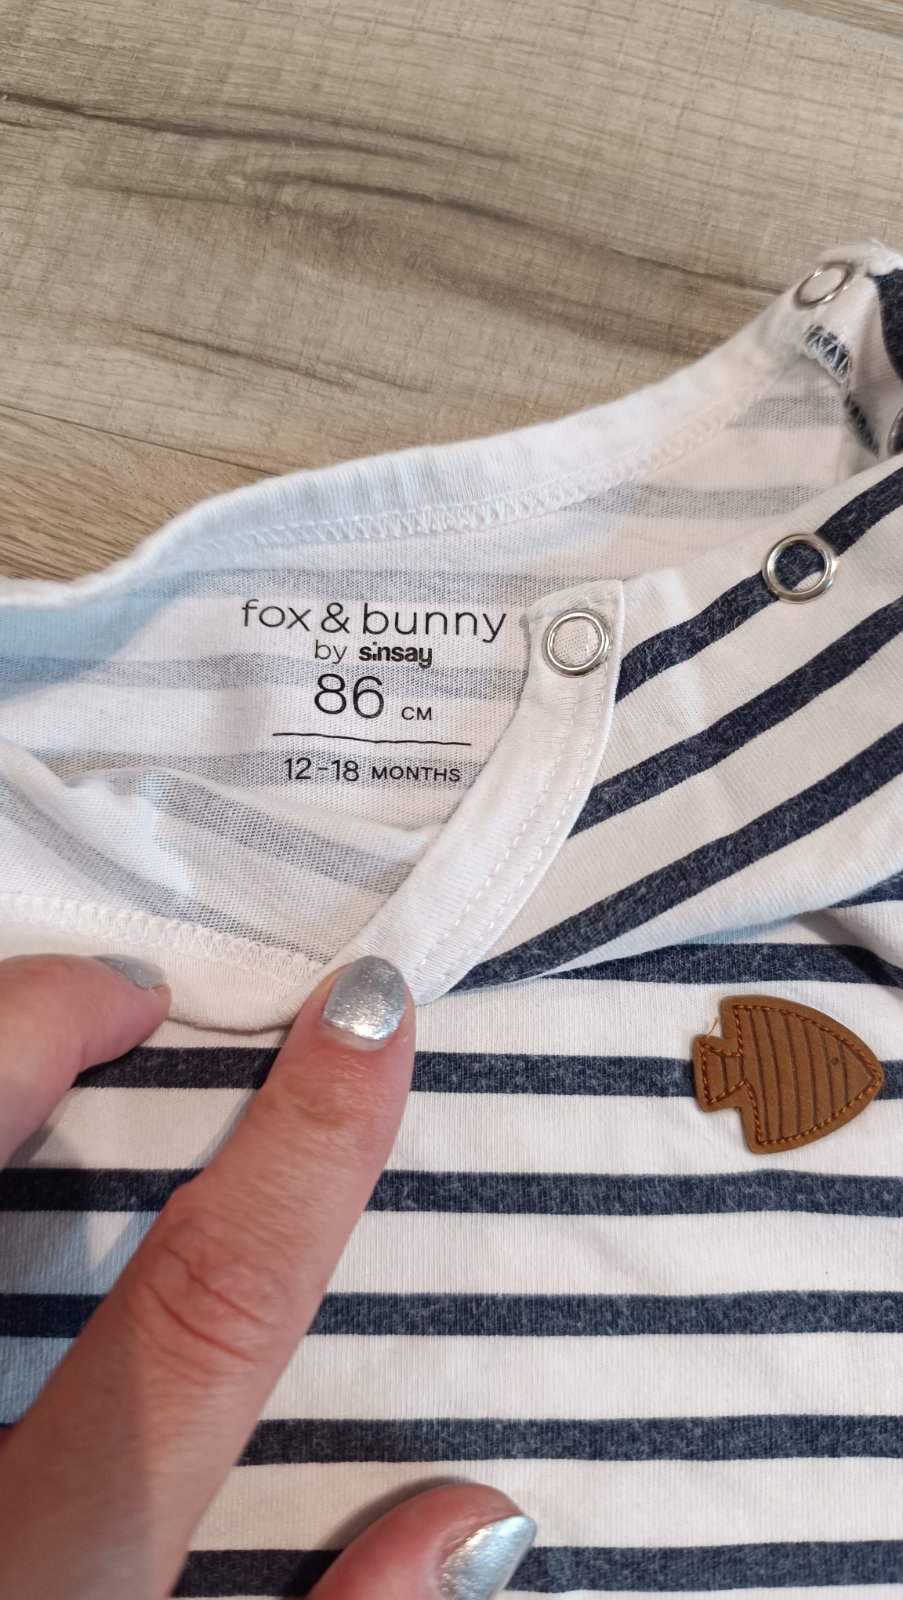 fox & bunny
by sinsay
86 CM
12-18 MONTHS